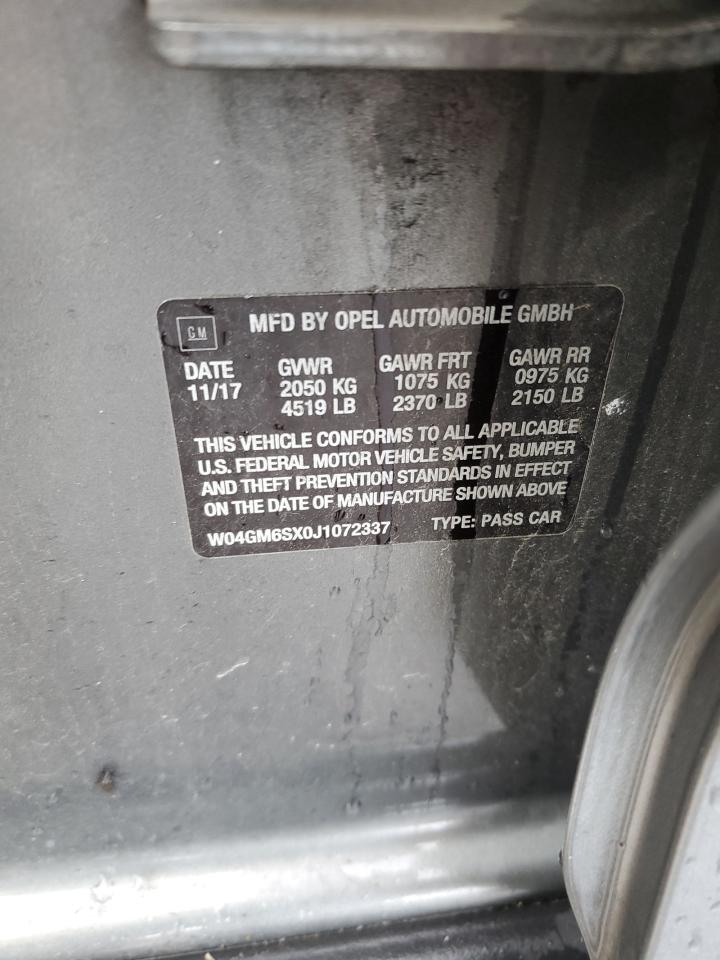 GM
MFD BY OPEL AUTOMOBILE GMBH
DATE GVWR GAWR FRT GAWR RR
11/17 2050 KG 1075 KG 0975 KG
4519 LB 2370 LB 2150 LB
THIS VEHICLE CONFORMS TO ALL APPLICABLE
U.S. FEDERAL MOTOR VEHICLE SAFETY, BUMPER
AND THEFT PREVENTION STANDARDS IN EFFECT
ON THE DATE OF MANUFACTURE SHOWN ABOVE
W04GM6SX0J1072337 TYPE: PASS CAR